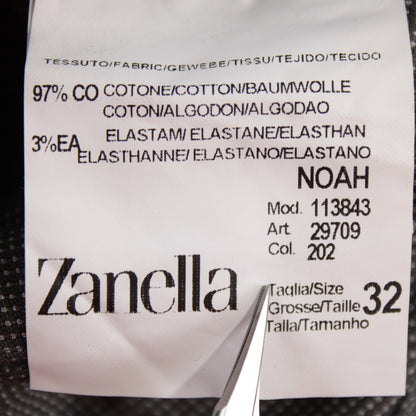 TESSUTO/FABRIC/GEWEBE/TISSU/TEJIDO/TECIDO
97% CO COTONE/COTTON/BAUMWOLLE
COTON/ALGODON/ALGODAO
3%EA ELASTAM/ ELASTANE/ELASTHAN
ELASTHANNE/ELASTANO/ELASTANO
NOAH
Mod. 113843
Art. 29709
Col. 202
Zanella
Taglia/Size
Grosse/Taille 32
Talla/Tamanho